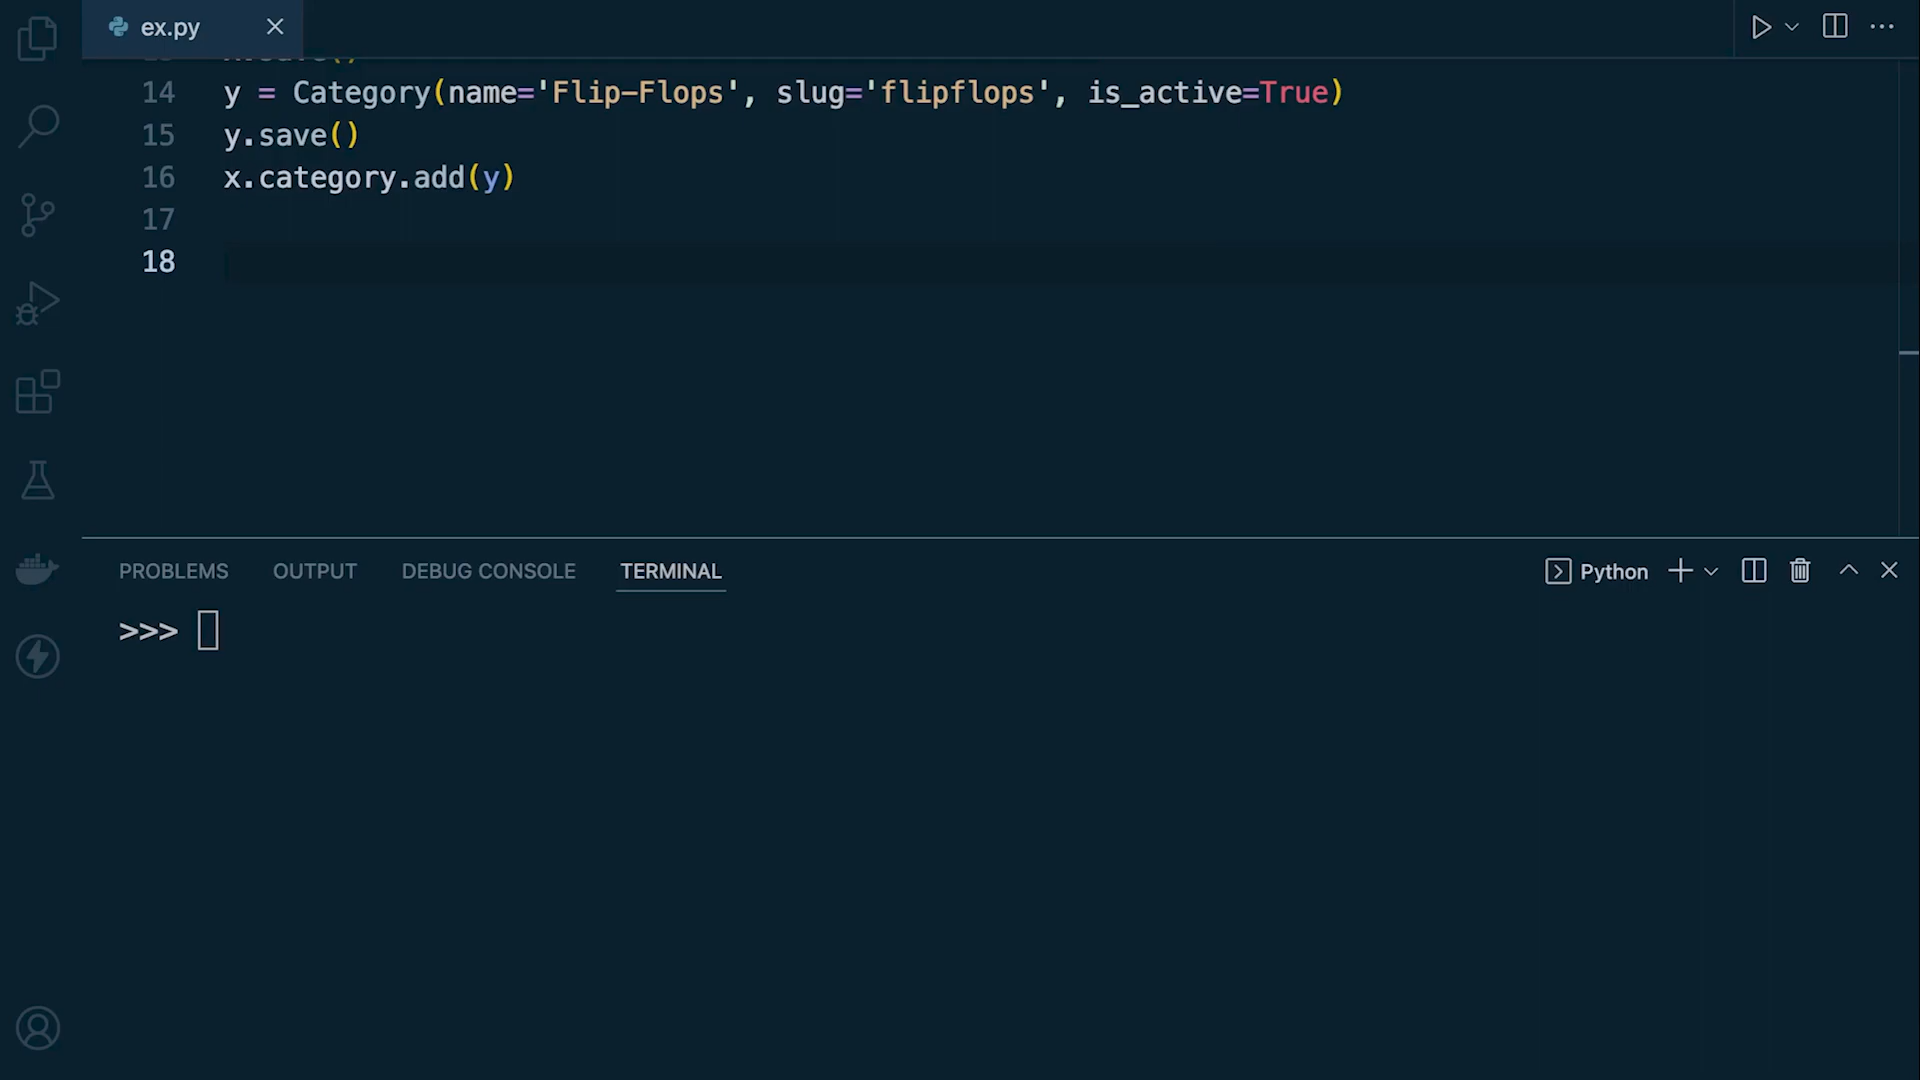 ex.py
14 y = Category(name='Flip-Flops', slug='flipflops', is_active=True)
15 y.save()
16 x.category.add(y)
17
18
PROBLEMS OUTPUT DEBUG CONSOLE TERMINAL Python
>>>